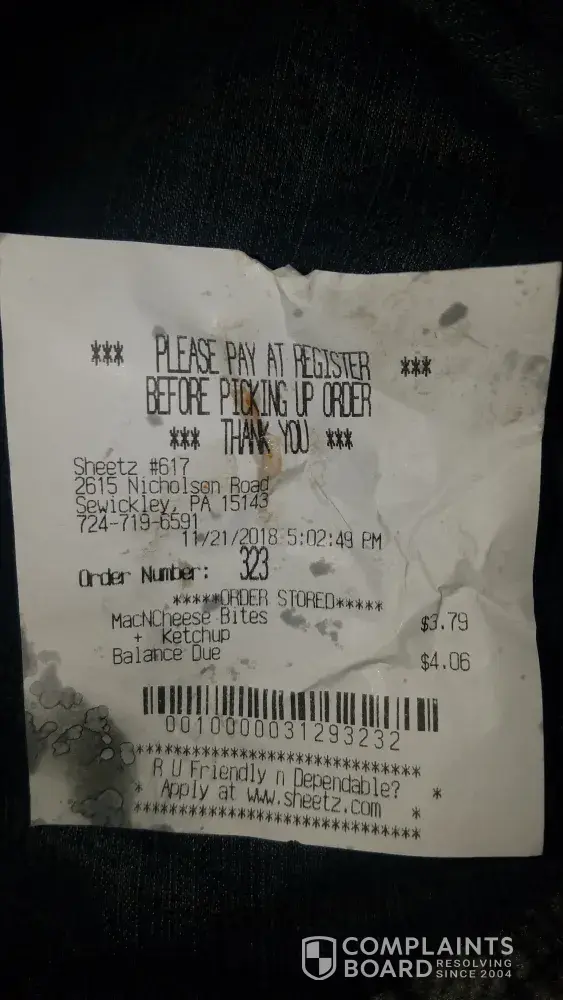 *** PLEASE PAY AT REGISTER ***
BEFORE PICKING UP ORDER
*** THANK YOU ***
Sheetz #617
2615 Nicholson Road
Sewickley, PA 15143
724-719-6591
11/21/2018 5:02:49 PM
Order Number: 323
*****ORDER STORED*****
MacNCheese Bites $3.79
+ Ketchup
Balance Due $4.06
0010000031293232
****************************
R U Friendly n Dependable? *
* Apply at www.sheetz.com *
****************************
COMPLAINTS
BOARD RESOLVING
SINCE 2004